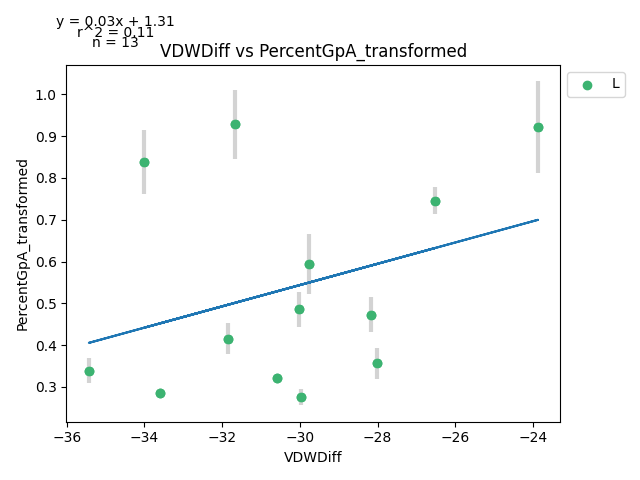 y = 0.03x + 1.31
r^2 = 0.11
n = 13
VDWDiff vs PercentGpA_transformed
L
PercentGpA_transformed
1.0
0.9
0.8
0.7
0.6
0.5
0.4
0.3
−36 −34 −32 −30 −28 −26 −24
VDWDiff